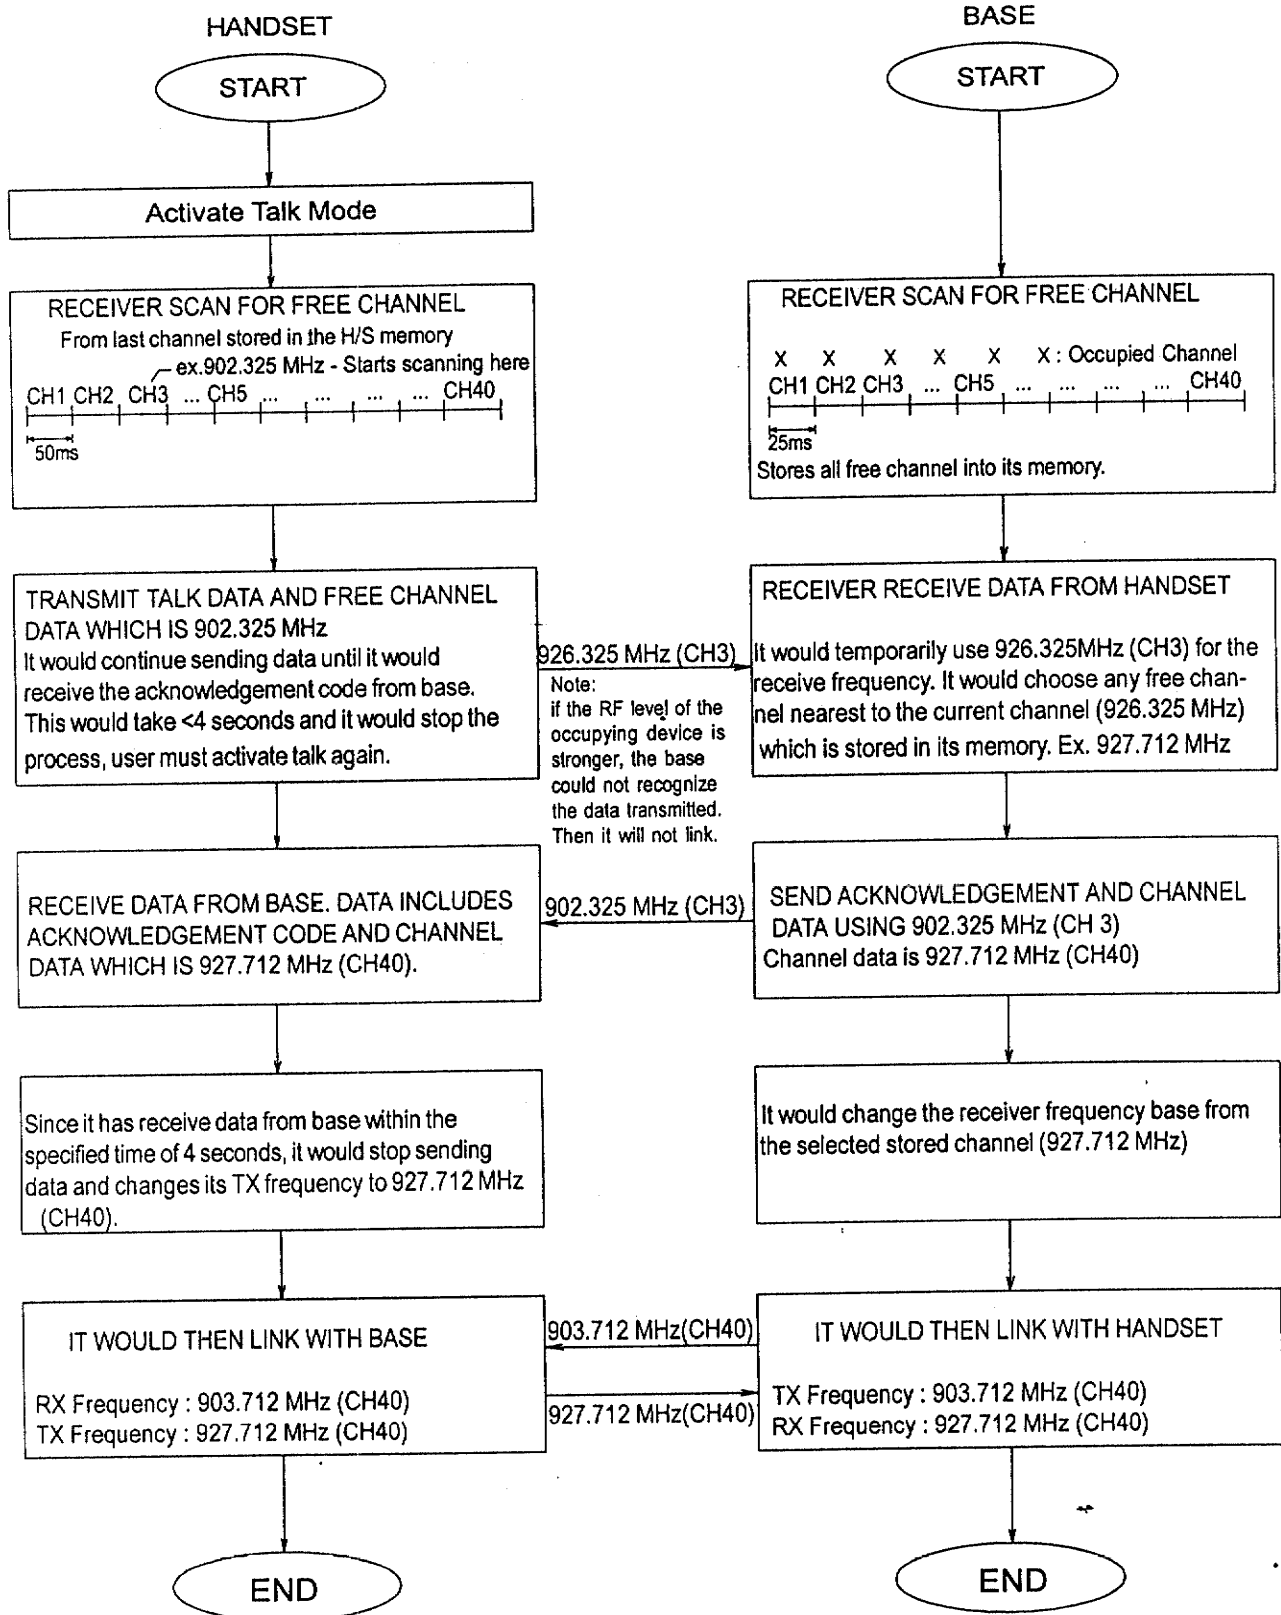 HANDSET
START
Activate Talk Mode
RECEIVER SCAN FOR FREE CHANNEL
From last channel stored in the H/S memory
ex.902.325 MHz - Starts scanning here
CH1 CH2 CH3 ... CH5 ... ... ... ... CH40
50ms
TRANSMIT TALK DATA AND FREE CHANNEL
DATA WHICH IS 902.325 MHz
It would continue sending data until it would
receive the acknowledgement code from base.
This would take <4 seconds and it would stop the
process, user must activate talk again.
926.325 MHz (CH3)
Note:
if the RF level of the
occupying device is
stronger, the base
could not recognize
the data transmitted.
Then it will not link.
RECEIVE DATA FROM BASE. DATA INCLUDES
ACKNOWLEDGEMENT CODE AND CHANNEL
DATA WHICH IS 927.712 MHz (CH40).
902.325 MHz (CH3)
Since it has receive data from base within the
specified time of 4 seconds, it would stop sending
data and changes its TX frequency to 927.712 MHz
(CH40).
IT WOULD THEN LINK WITH BASE
RX Frequency : 903.712 MHz (CH40)
TX Frequency : 927.712 MHz (CH40)
903.712 MHz(CH40)
927.712 MHz(CH40)
END
BASE
START
RECEIVER SCAN FOR FREE CHANNEL
X X X X X X : Occupied Channel
CH1 CH2 CH3 ... CH5 ... ... ... ... CH40
25ms
Stores all free channel into its memory.
RECEIVER RECEIVE DATA FROM HANDSET
It would temporarily use 926.325MHz (CH3) for the
receive frequency. It would choose any free chan-
nel nearest to the current channel (926.325 MHz)
which is stored in its memory. Ex. 927.712 MHz
SEND ACKNOWLEDGEMENT AND CHANNEL
DATA USING 902.325 MHz (CH 3)
Channel data is 927.712 MHz (CH40)
It would change the receiver frequency base from
the selected stored channel (927.712 MHz)
IT WOULD THEN LINK WITH HANDSET
TX Frequency : 903.712 MHz (CH40)
RX Frequency : 927.712 MHz (CH40)
END